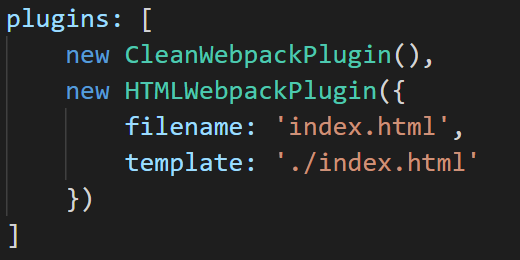 plugins: [
    new CleanWebpackPlugin(),
    new HTMLWebpackPlugin({
        filename: 'index.html',
        template: './index.html'
    })
]